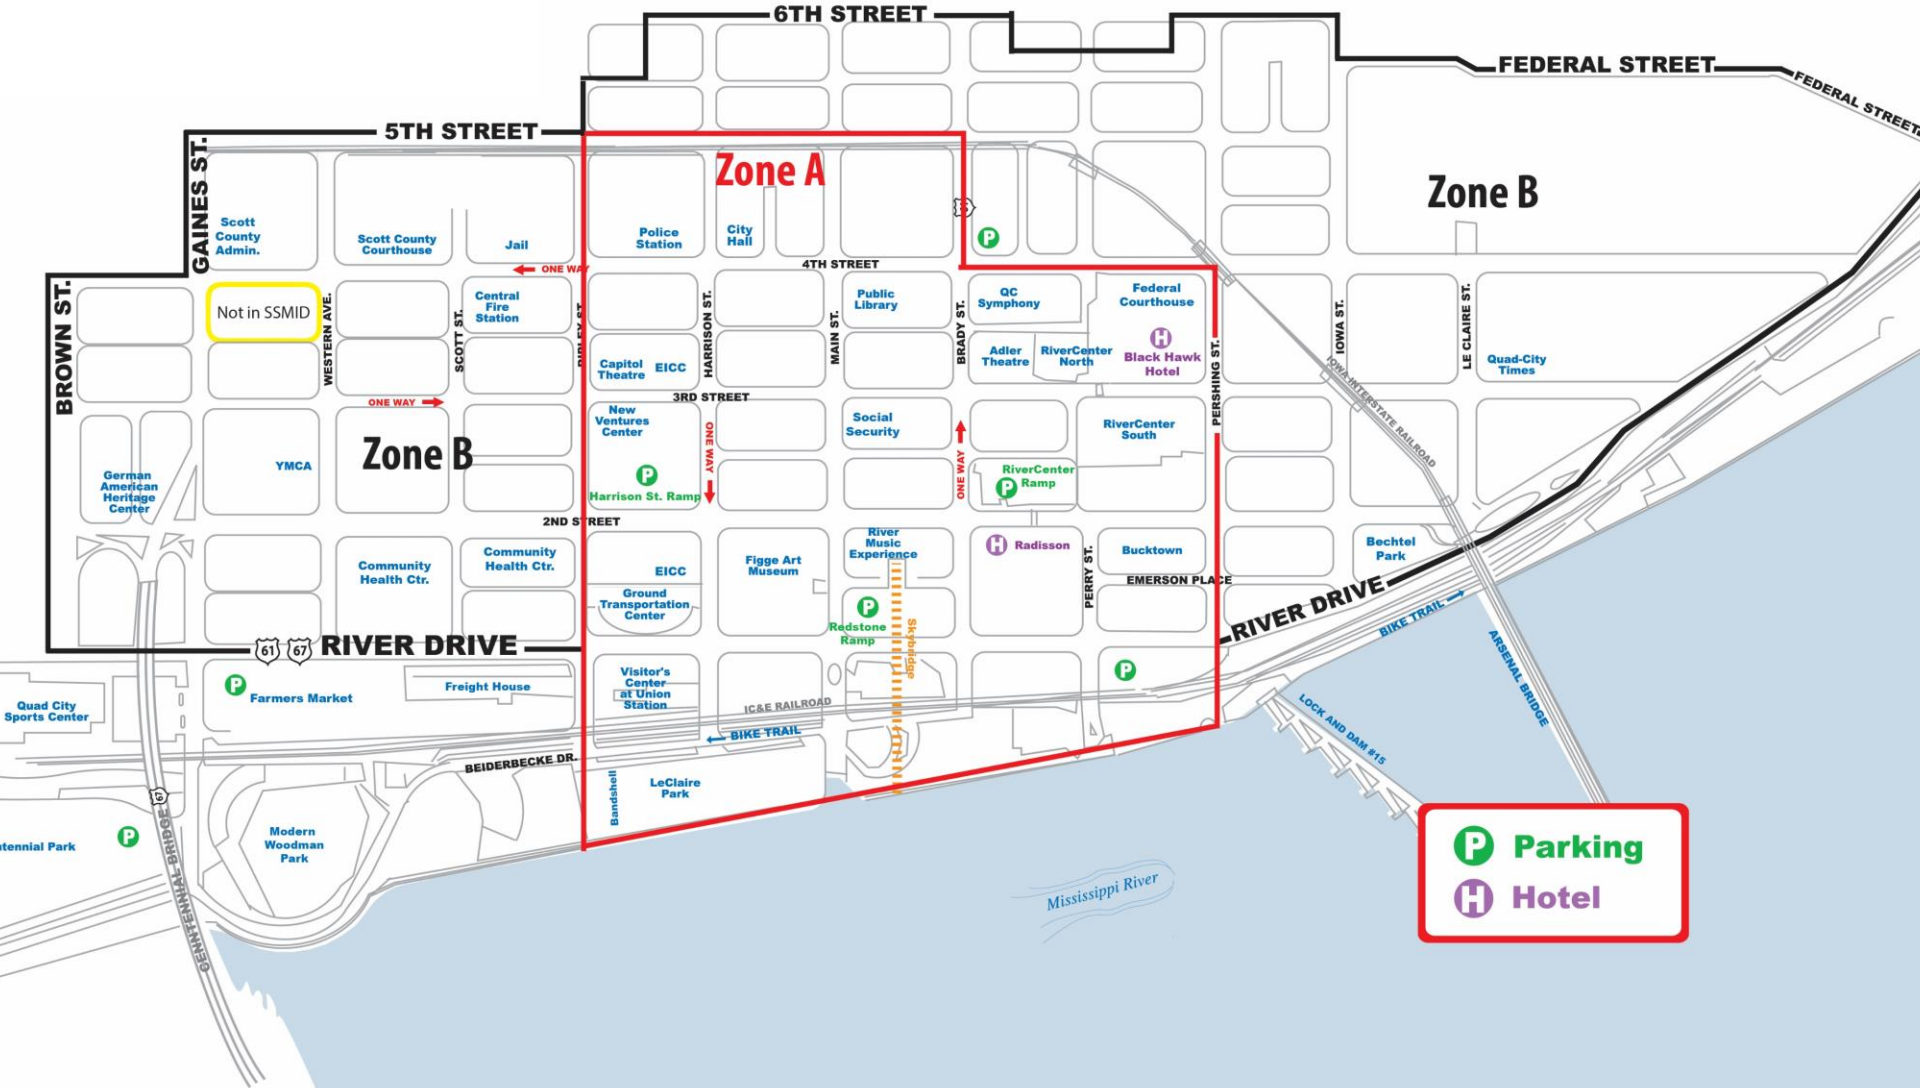 6TH STREET
FEDERAL STREET
FEDERAL STREET
5TH STREET
GAINES ST.
Zone A
Zone B
Scott
County
Admin.
Scott County
Courthouse
Jail
Police
Station
City
Hall
P
ONE WAY
4TH STREET
BROWN ST.
Not in SSMID
WESTERN AVE.
SCOTT ST.
Central
Fire
Station
RIPLEY ST.
HARRISON ST.
MAIN ST.
Public
Library
BRADY ST.
QC
Symphony
Federal
Courthouse
H
Black Hawk
Hotel
Adler
Theatre
RiverCenter
North
PERSHING ST.
IOWA ST.
LE CLAIRE ST.
Quad-City
Times
IOWA INTERSTATE RAILROAD
Capitol
Theatre
EICC
3RD STREET
ONE WAY
New
Ventures
Center
ONE WAY
Social
Security
ONE WAY
RiverCenter
South
Zone B
YMCA
German
American
Heritage
Center
P
Harrison St. Ramp
RiverCenter
P Ramp
2ND STREET
Community
Health Ctr.
Community
Health Ctr.
EICC
Ground
Transportation
Center
Figge Art
Museum
River
Music
Experience
H Radisson
PERRY ST.
Bucktown
EMERSON PLACE
Bechtel
Park
P
Redstone
Ramp
Skybridge
61 67 RIVER DRIVE
RIVER DRIVE
BIKE TRAIL
ARSENAL BRIDGE
P Farmers Market
Freight House
Visitor's
Center
at Union
Station
IC&E RAILROAD
BIKE TRAIL
P
Quad City
Sports Center
LOCK AND DAM #15
BEIDERBECKE DR.
Bandshell
LeClaire
Park
67
CENNTENNIAL BRIDGE
tennial Park
P
Modern
Woodman
Park
Mississippi River
P Parking
H Hotel